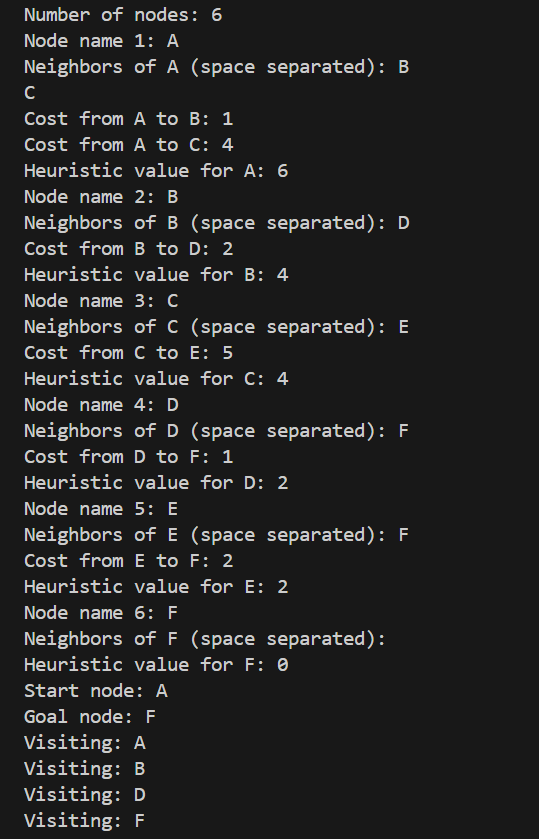 Number of nodes: 6
Node name 1: A
Neighbors of A (space separated): B
C
Cost from A to B: 1
Cost from A to C: 4
Heuristic value for A: 6
Node name 2: B
Neighbors of B (space separated): D
Cost from B to D: 2
Heuristic value for B: 4
Node name 3: C
Neighbors of C (space separated): E
Cost from C to E: 5
Heuristic value for C: 4
Node name 4: D
Neighbors of D (space separated): F
Cost from D to F: 1
Heuristic value for D: 2
Node name 5: E
Neighbors of E (space separated): F
Cost from E to F: 2
Heuristic value for E: 2
Node name 6: F
Neighbors of F (space separated):
Heuristic value for F: 0
Start node: A
Goal node: F
Visiting: A
Visiting: B
Visiting: D
Visiting: F